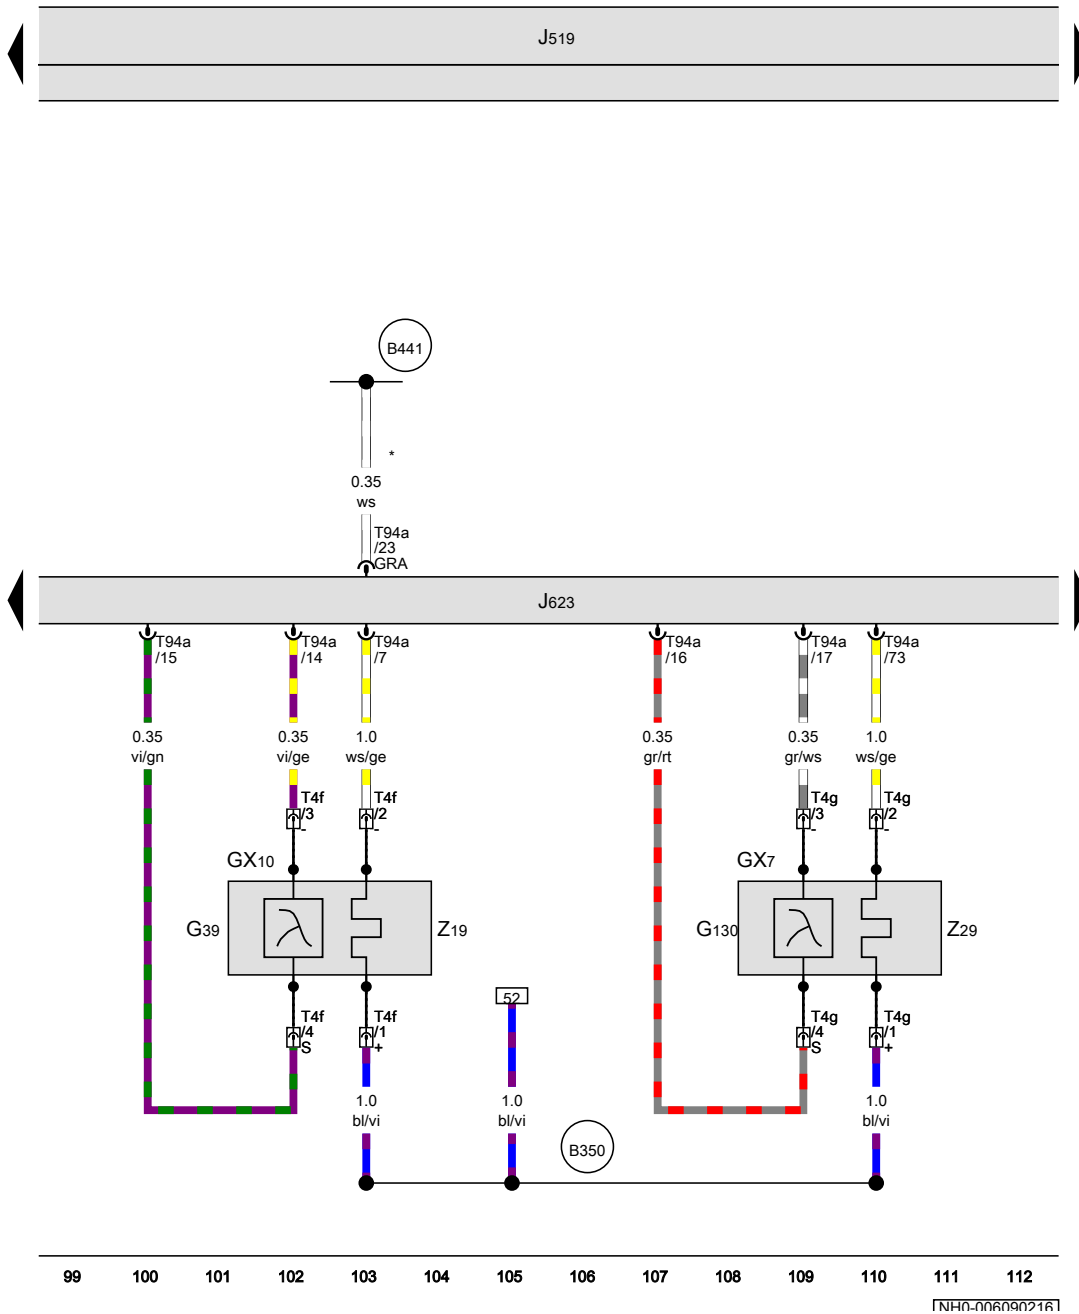 J519
B441
*
0.35
ws
T94a
/23
GRA
J623
T94a
/15
T94a
/14
T94a
/7
T94a
/16
T94a
/17
T94a
/73
0.35
vi/gn
0.35
vi/ge
1.0
ws/ge
0.35
gr/rt
0.35
gr/ws
1.0
ws/ge
T4f
/3
-
T4f
/2
-
T4g
/3
-
T4g
/2
-
GX10
GX7
G39
Z19
G130
Z29
52
T4f
/4
S
T4f
/1
+
T4g
/4
S
T4g
/1
+
1.0
bl/vi
1.0
bl/vi
1.0
bl/vi
B350
99 100 101 102 103 104 105 106 107 108 109 110 111 112
NH0-006090216